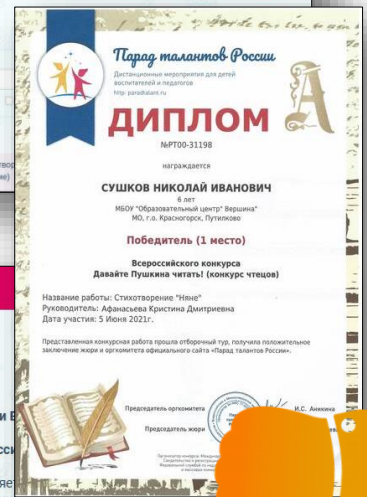 Парад талантов России
Дистанционные мероприятия для детей
воспитателей и педагогов
http: paradtalant.ru
А
ДИПЛОМ
№РТ00-31198
награждается
СУШКОВ НИКОЛАЙ ИВАНОВИЧ
6 лет
МБОУ "Образовательный центр" Вершина"
МО, г.о. Красногорск, Путилково
Победитель (1 место)
Всероссийского конкурса
Давайте Пушкина читать! (конкурс чтецов)
Название работы: Стихотворение "Няне"
Руководитель: Афанасьева Кристина Дмитриевна
Дата участия: 5 Июня 2021г.
Представленная конкурсная работа прошла отборочный тур, получила положительное
заключение жюри и оргкомитета официального сайта «Парад талантов России».
Председатель оргкомитета И.С. Аникина
Председатель жюри